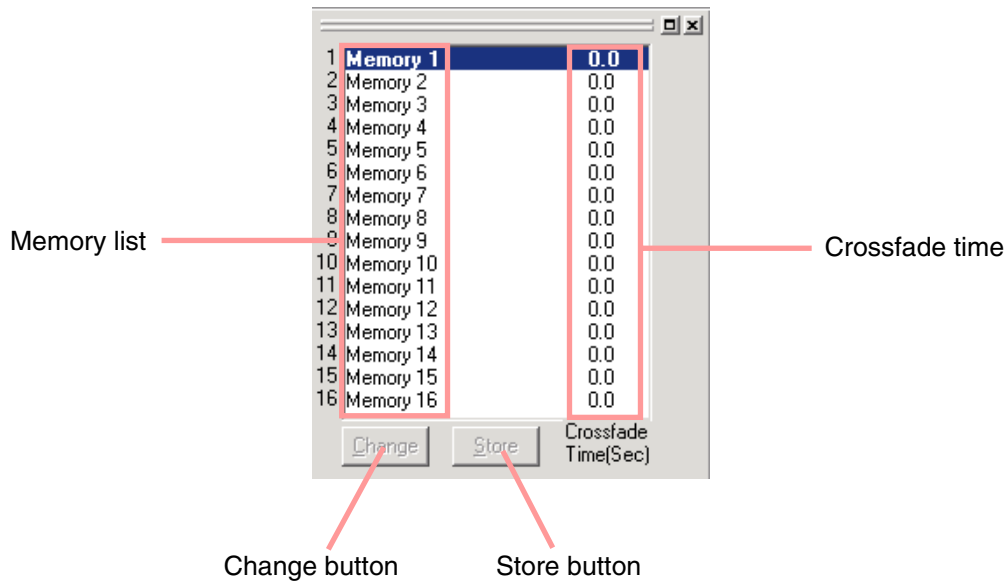 1 Memory 1 0.0
2 Memory 2 0.0
3 Memory 3 0.0
4 Memory 4 0.0
5 Memory 5 0.0
6 Memory 6 0.0
7 Memory 7 0.0
8 Memory 8 0.0
Memory list
9 Memory 9 0.0
Crossfade time
10 Memory 10 0.0
11 Memory 11 0.0
12 Memory 12 0.0
13 Memory 13 0.0
14 Memory 14 0.0
15 Memory 15 0.0
16 Memory 16 0.0
Change Store Crossfade
Time(Sec)
Change button Store button